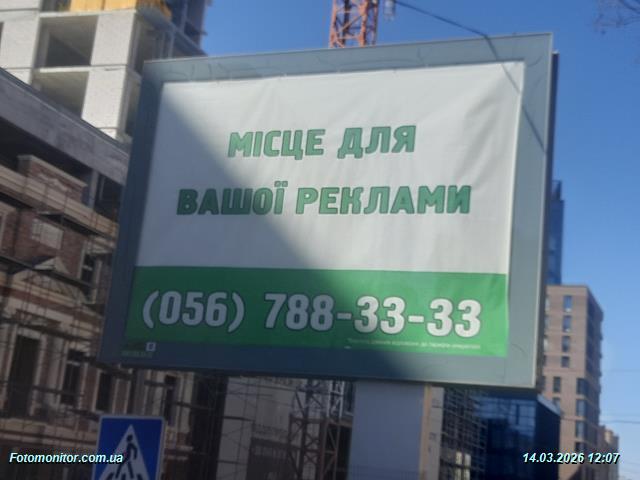 МІСЦЕ ДЛЯ
ВАШОЇ РЕКЛАМИ
(056) 788-33-33
Fotomonitor.com.ua
14.03.2026 12:07